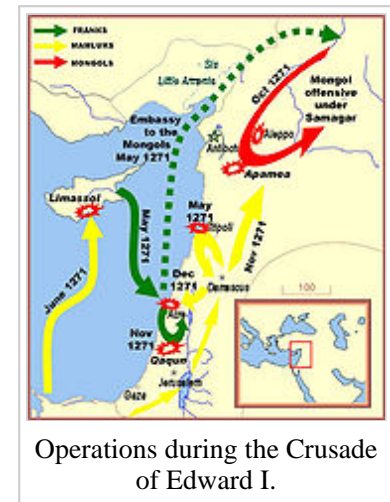 FRANKS
MAMLUKS
MONGOLS
Sis
Little Armenia
Oct 1271
Mongol
offensive
under
Samagar
Embassy
to the
Mongols
May 1271
Antioch
Aleppo
Apamea
Limassol
May 1271
May
1271
Tripoli
Nov 1271
June 1271
Dec
1271
Damascus
Acre
100
Nov
1271
Qaqun
Jerusalem
Gaza
Operations during the Crusade
of Edward I.